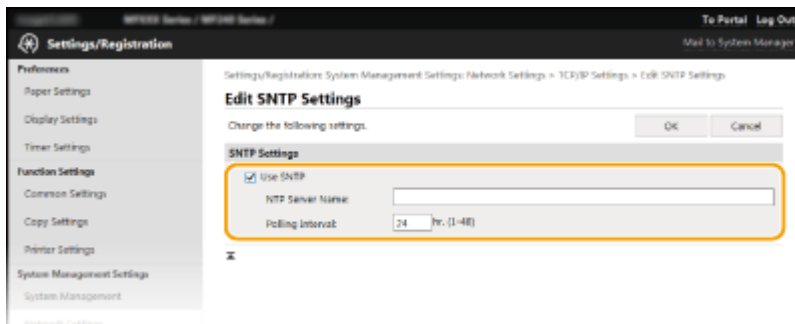 To Portal Log Out
Settings/Registration
Mail to System Manager
Preferences
Paper Settings
Display Settings
Timer Settings
Function Settings
Common Settings
Copy Settings
Printer Settings
System Management Settings
System Management
Network Settings
Settings/Registration: System Management Settings: Network Settings > TCP/IP Settings > Edit SNTP Settings
Edit SNTP Settings
Change the following settings.
OK Cancel
SNTP Settings
Use SNTP
NTP Server Name:
Polling Interval: 24 hr. (1-48)